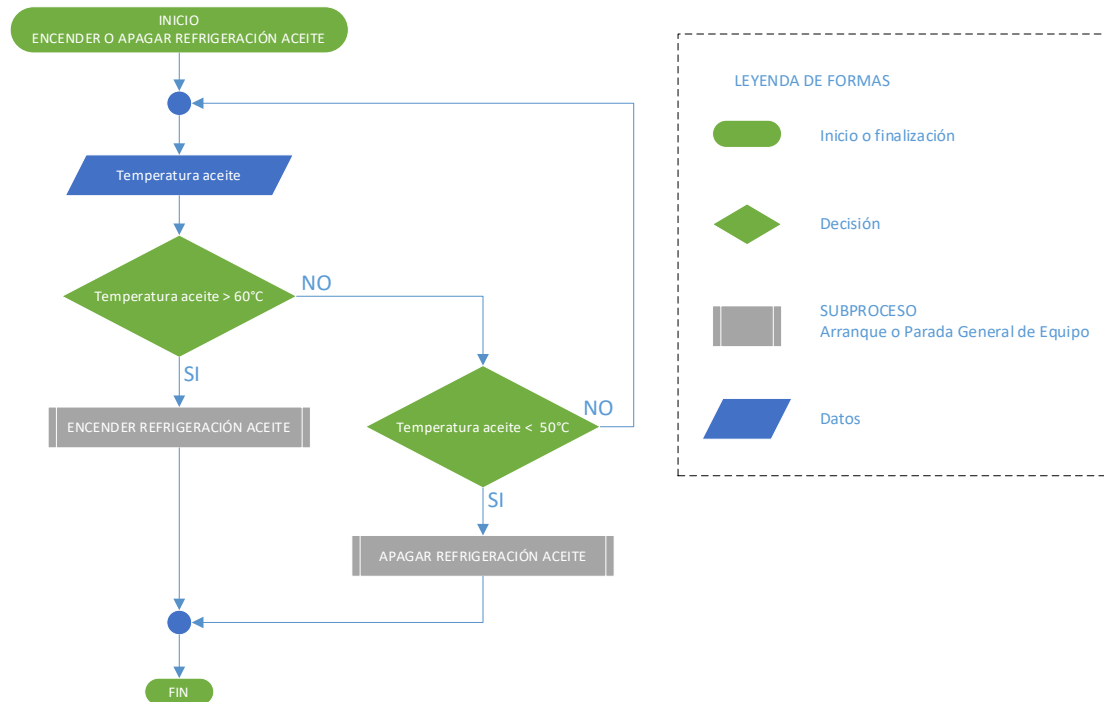 INICIO
ENCENDER O APAGAR REFRIGERACIÓN ACEITE
Temperatura aceite
Temperatura aceite > 60°C
NO
SI
ENCENDER REFRIGERACIÓN ACEITE
Temperatura aceite < 50°C
NO
SI
APAGAR REFRIGERACIÓN ACEITE
FIN
LEYENDA DE FORMAS
Inicio o finalización
Decisión
SUBPROCESO
Arranque o Parada General de Equipo
Datos